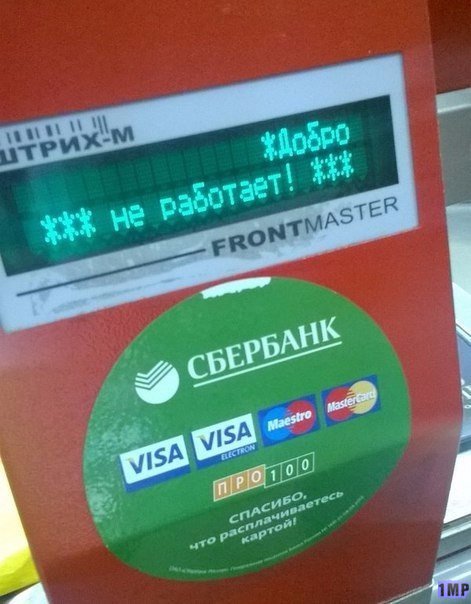 ШТРИХ-М
*Добро
*** не работает! ***
FRONTMASTER
СБЕРБАНК
VISA
VISA
ELECTRON
Maestro
MasterCard
ПРО100
СПАСИБО,
что расплачиваетесь
картой!
1MP